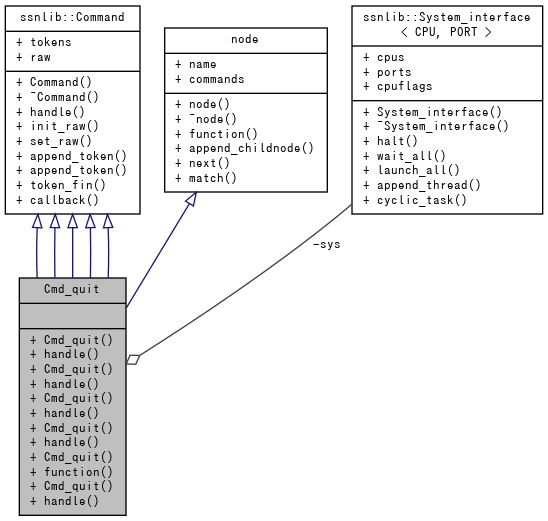 ssnlib::Command
+ tokens
+ raw
+ Command()
+ ~Command()
+ handle()
+ init_raw()
+ set_raw()
+ append_token()
+ append_token()
+ token_fin()
+ callback()
node
+ name
+ commands
+ node()
+ ~node()
+ function()
+ append_childnode()
+ next()
+ match()
ssnlib::System_interface
< CPU, PORT >
+ cpus
+ ports
+ cpuflags
+ System_interface()
+ ~System_interface()
+ halt()
+ wait_all()
+ launch_all()
+ append_thread()
+ cyclic_task()
-sys
Cmd_quit
+ Cmd_quit()
+ handle()
+ Cmd_quit()
+ handle()
+ Cmd_quit()
+ handle()
+ Cmd_quit()
+ handle()
+ Cmd_quit()
+ function()
+ Cmd_quit()
+ handle()